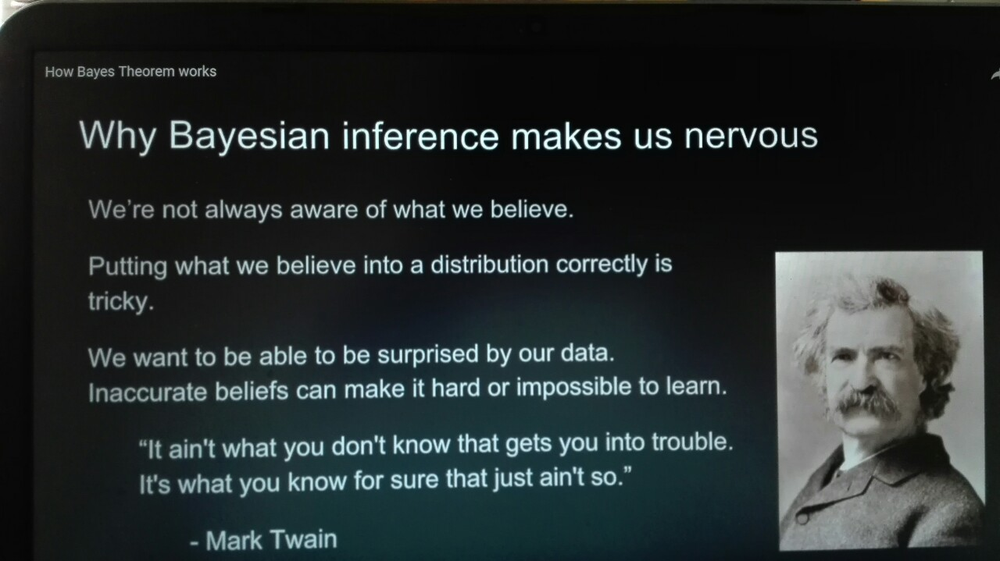 How Bayes Theorem works
Why Bayesian inference makes us nervous
We’re not always aware of what we believe.
Putting what we believe into a distribution correctly is
tricky.
We want to be able to be surprised by our data.
Inaccurate beliefs can make it hard or impossible to learn.
“It ain't what you don't know that gets you into trouble.
It's what you know for sure that just ain't so.”
- Mark Twain